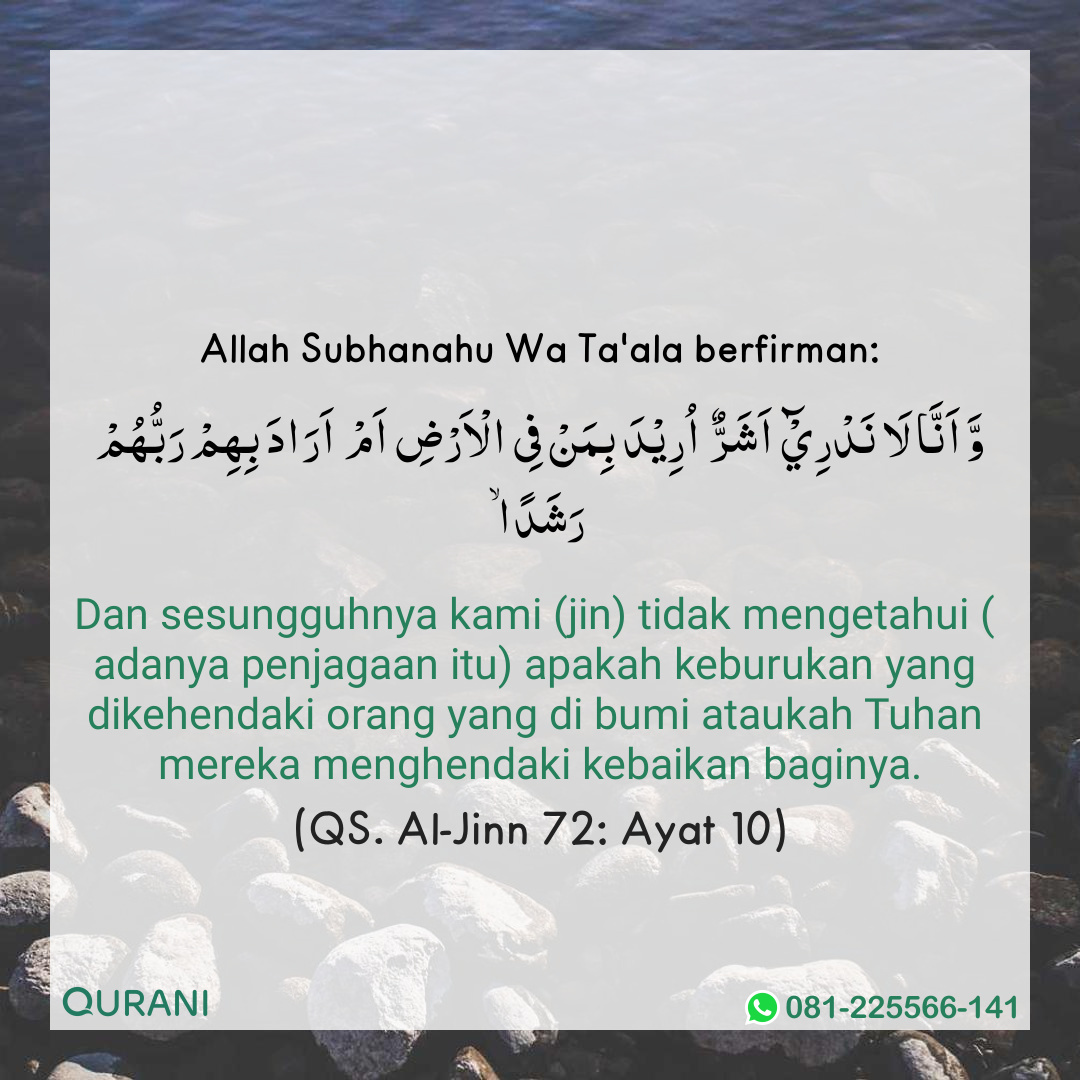 Allah Subhanahu Wa Ta'ala berfirman:
وَّاَنَّا لَا نَدْرِيْٓ اَشَرٌّ اُرِيْدَ بِمَنْ فِى الْاَرْضِ اَمْ اَرَادَ بِهِمْ رَبُّهُمْ
رَشَدًاۙ
Dan sesungguhnya kami (jin) tidak mengetahui (
adanya penjagaan itu) apakah keburukan yang
dikehendaki orang yang di bumi ataukah Tuhan
mereka menghendaki kebaikan baginya.
(QS. Al-Jinn 72: Ayat 10)
QURANI
081-225566-141